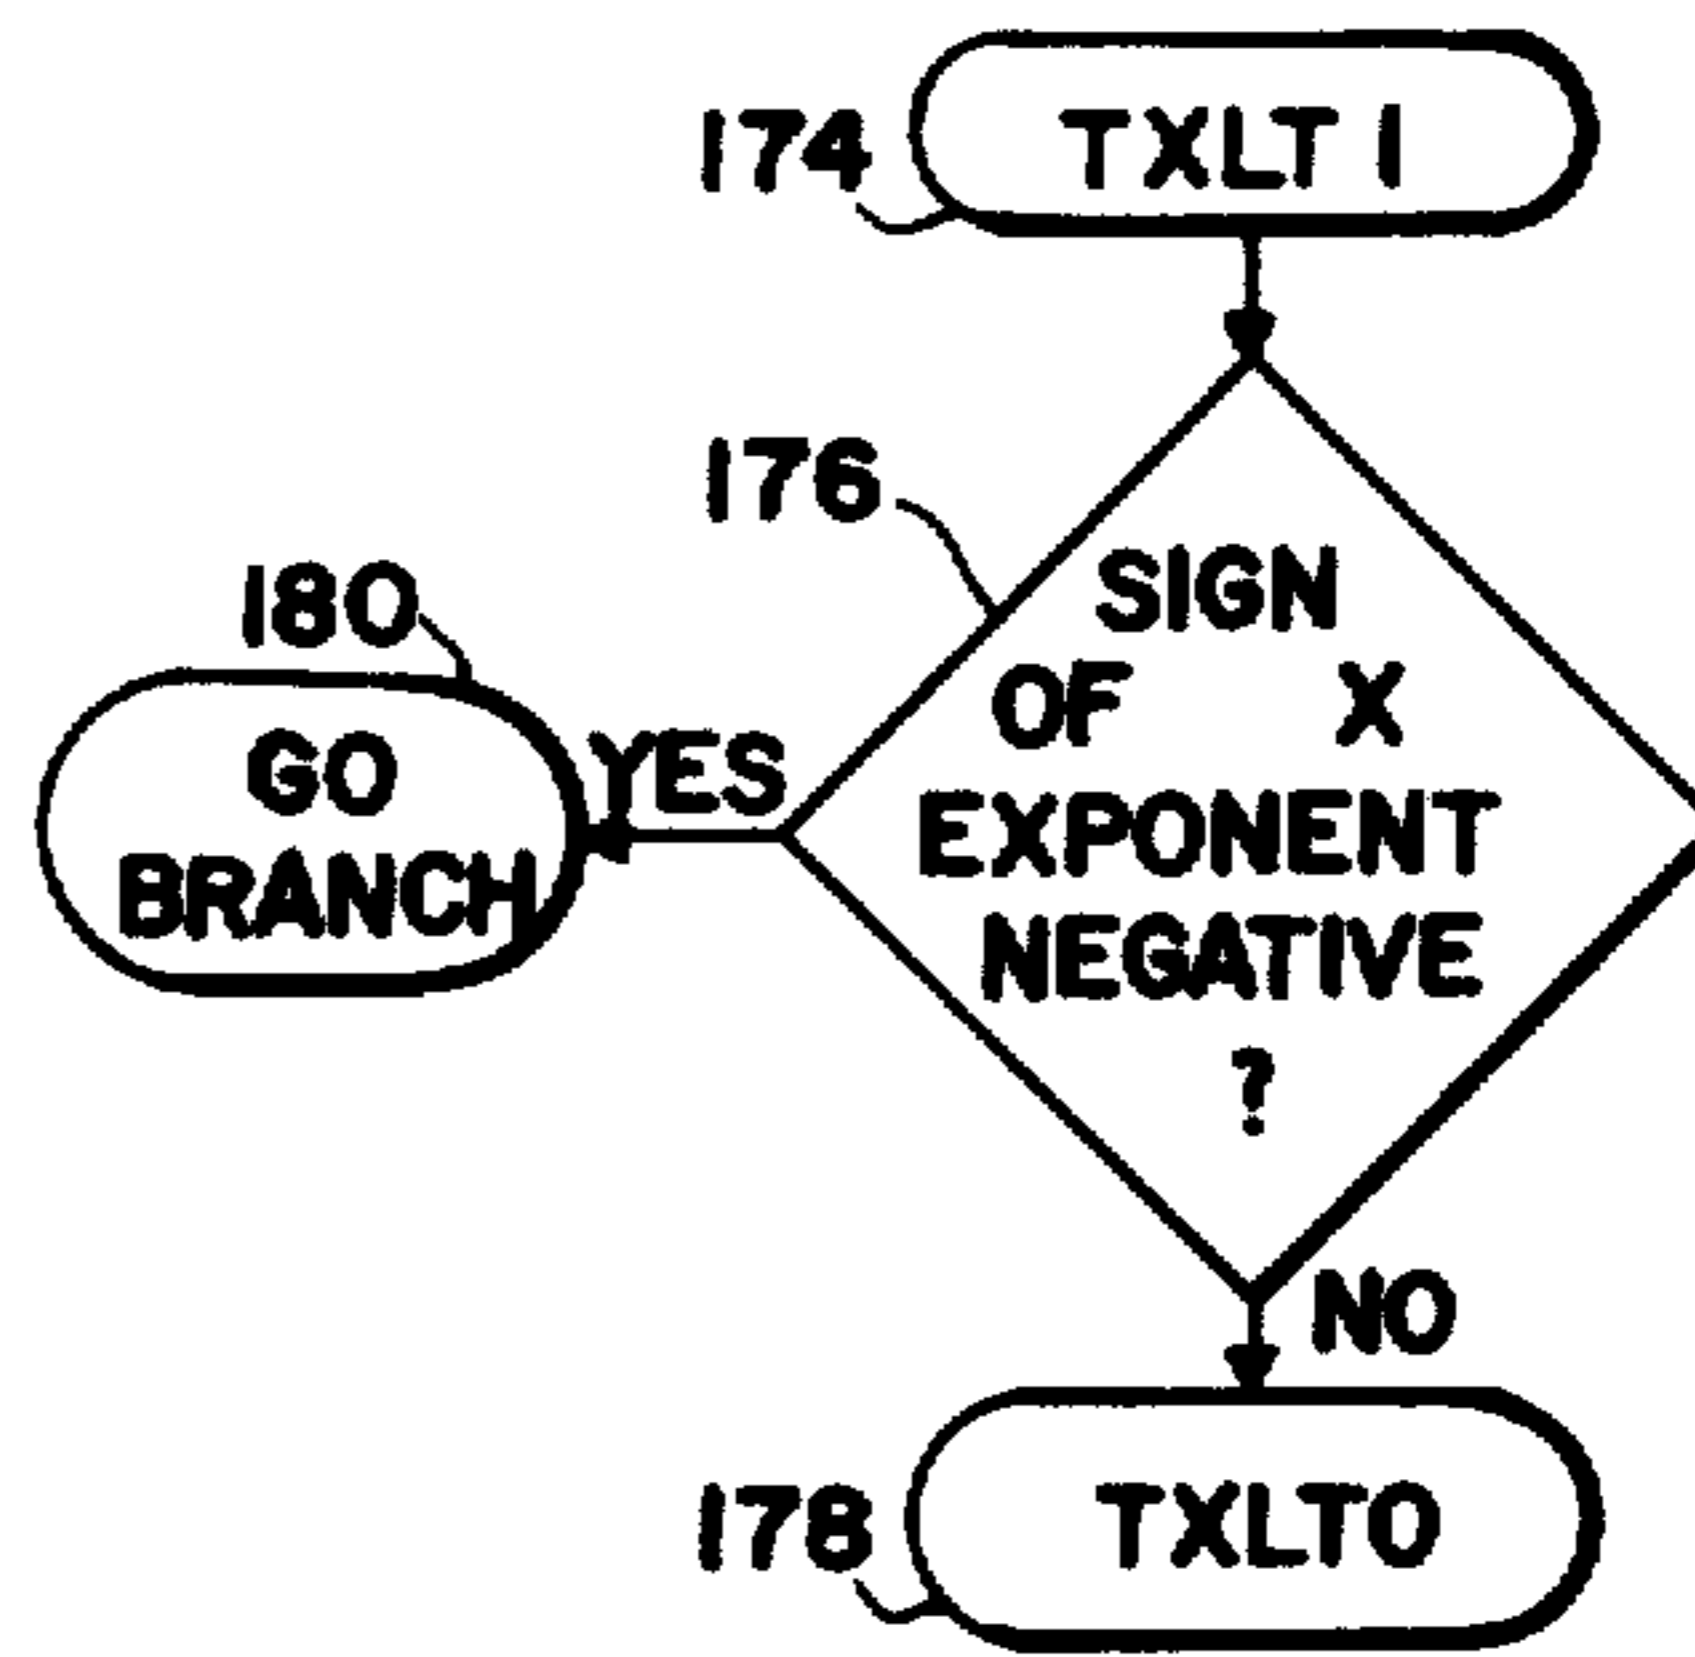 174
TXLT 1
176
SIGN
OF X
EXPONENT
NEGATIVE
?
180
GO
BRANCH
YES
NO
178
TXLT0